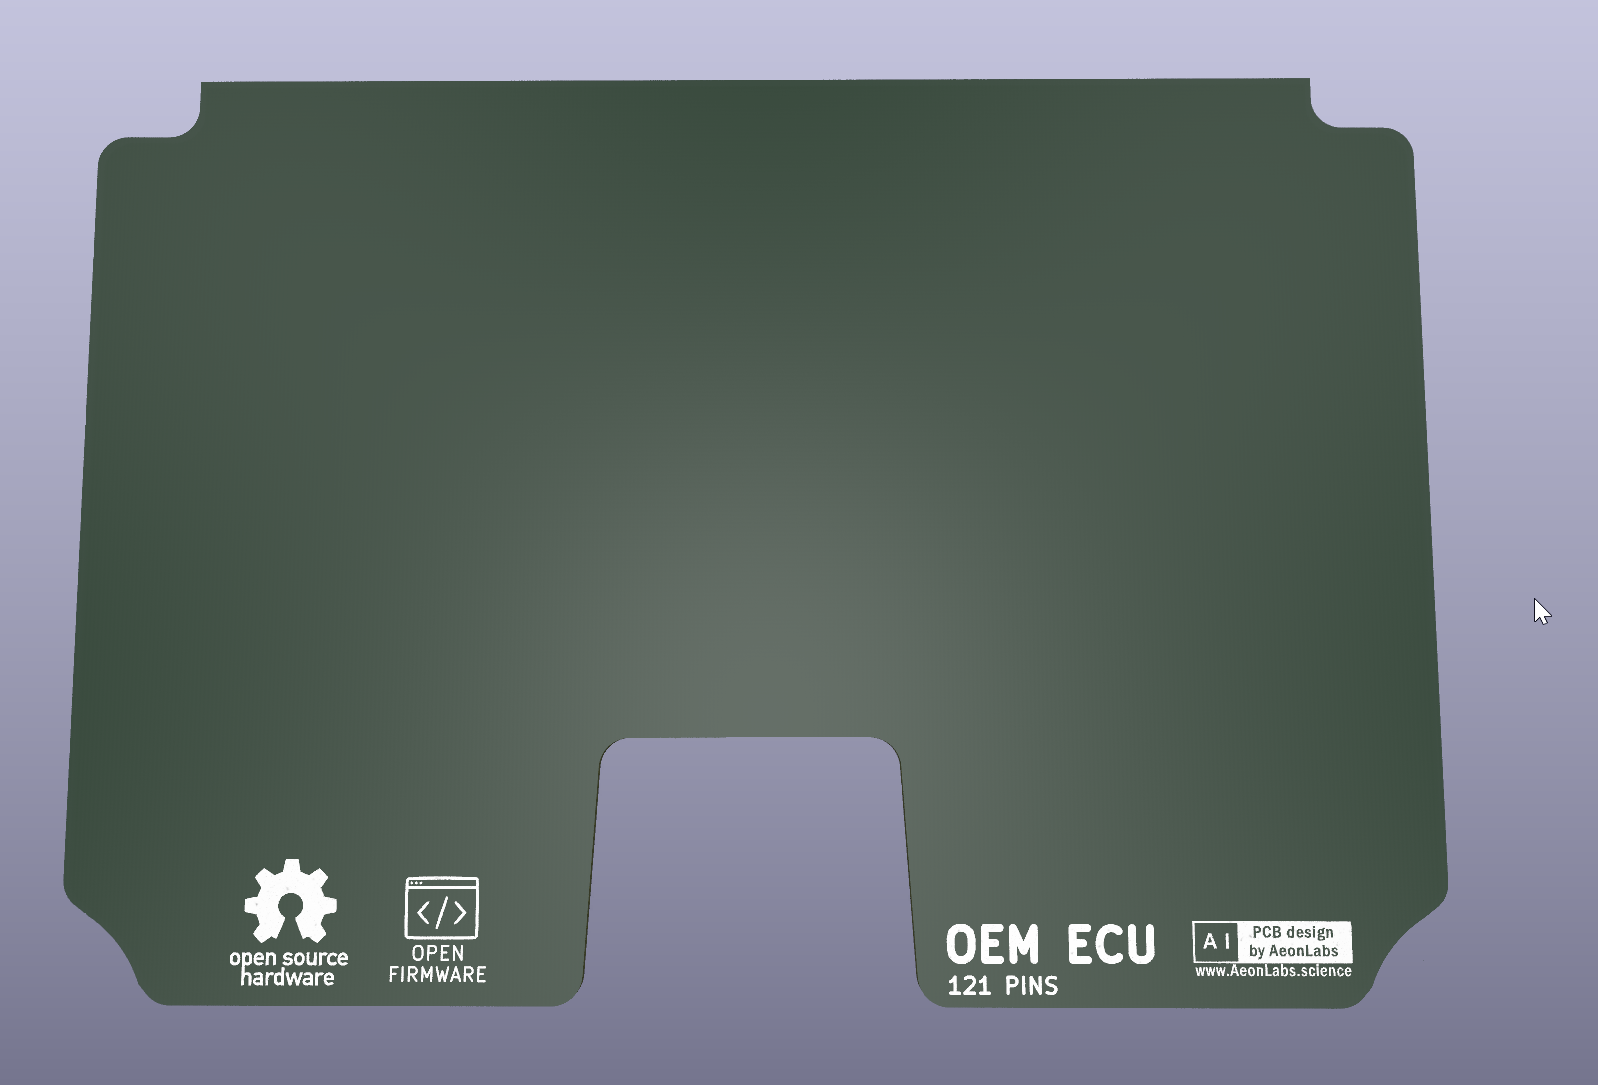 open source
hardware
</>
OPEN
FIRMWARE
OEM ECU
121 PINS
AI
PCB design
by AeonLabs
www.AeonLabs.science